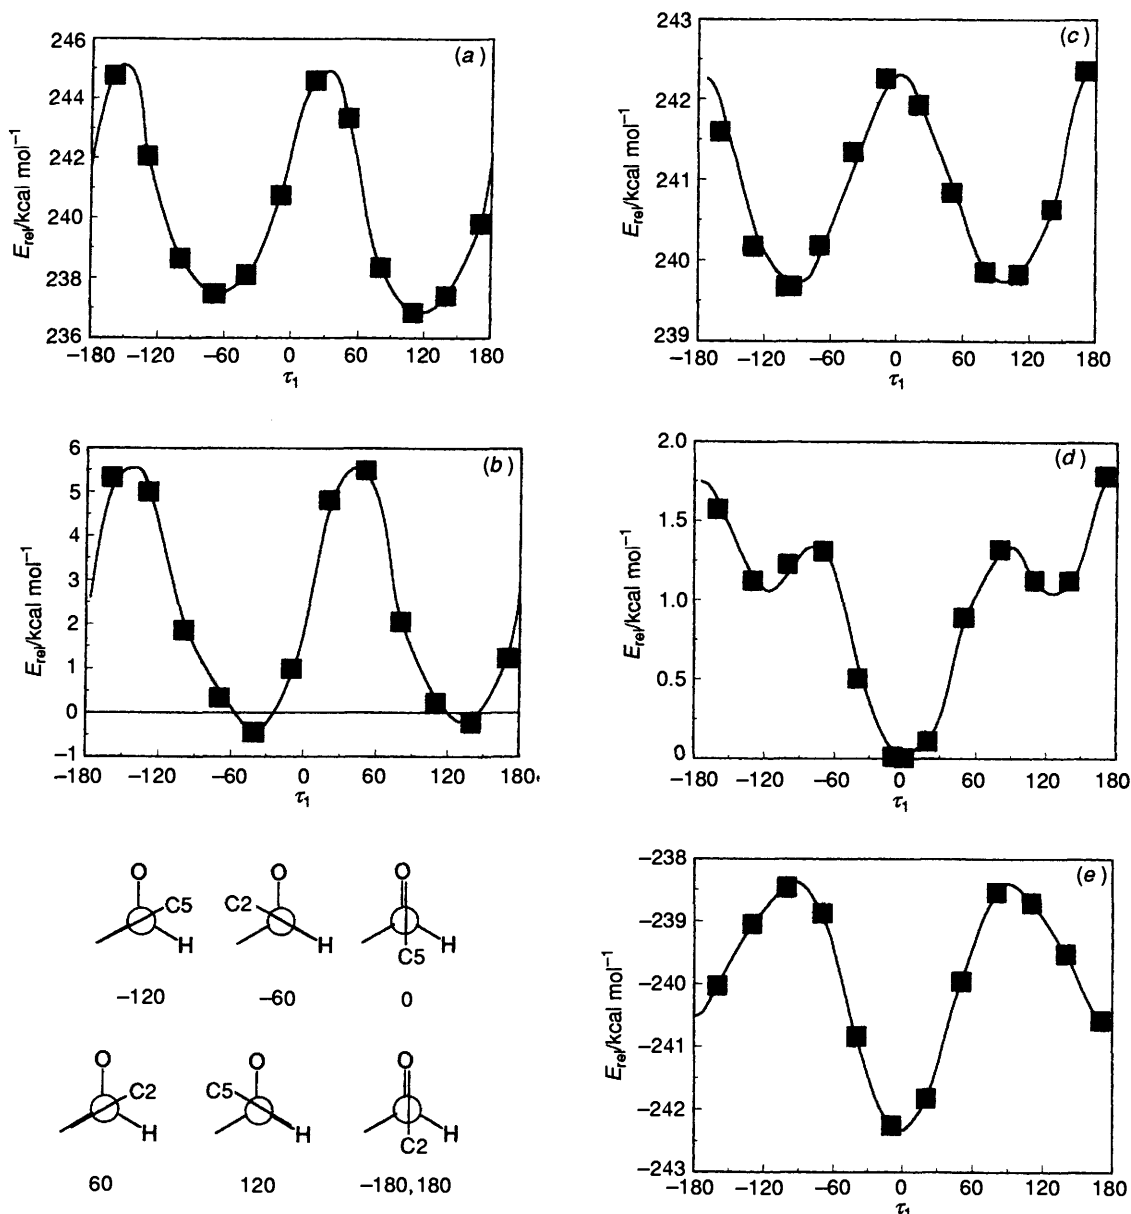 (a)
246
244
242
240
238
236
E_rel/kcal mol⁻¹
−180 −120 −60 0 60 120 180
τ₁
(c)
243
242
241
240
239
E_rel/kcal mol⁻¹
−180 −120 −60 0 60 120 180
τ₁
(b)
6
5
4
3
2
1
0
−1
E_rel/kcal mol⁻¹
−180 −120 −60 0 60 120 180
τ₁
(d)
2.0
1.5
1.0
0.5
0
E_rel/kcal mol⁻¹
−180 −120 −60 0 60 120 180
τ₁
O
C5
H
−120
O
C2
H
−60
O
H
C5
0
O
C2
H
60
O
C5
H
120
O
H
C2
−180, 180
(e)
−238
−239
−240
−241
−242
−243
E_rel/kcal mol⁻¹
−180 −120 −60 0 60 120 180
τ₁